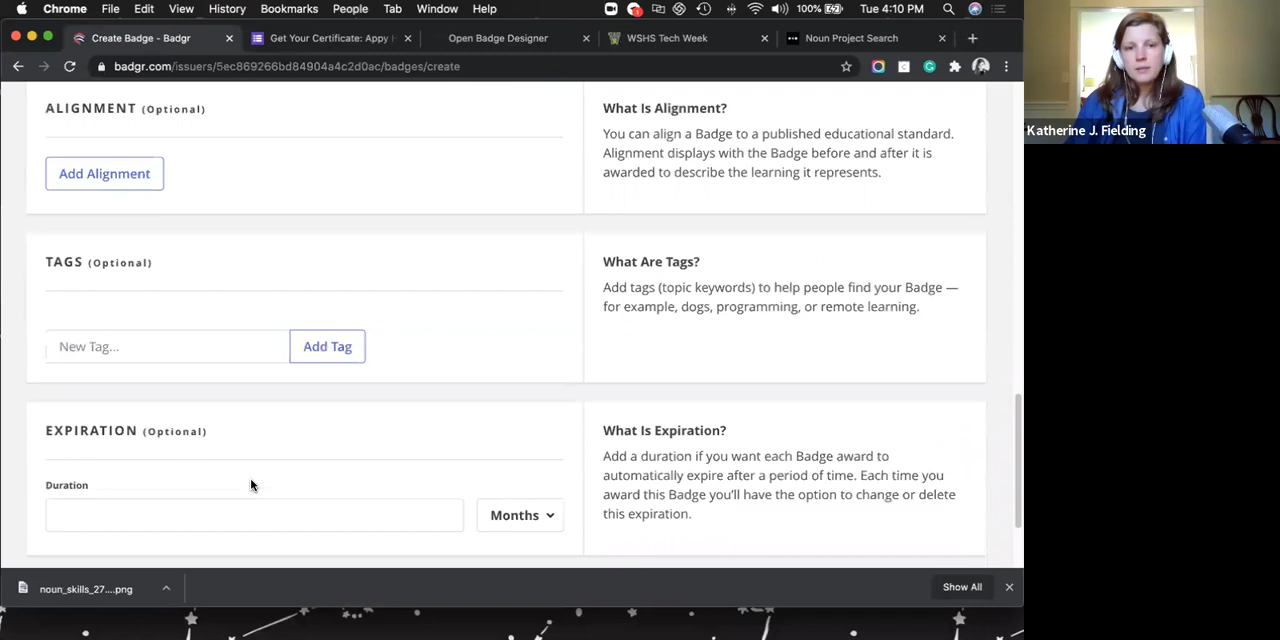 Chrome File Edit View History Bookmarks People Tab Window Help 100% Tue 4:10 PM
Create Badge - Badgr Get Your Certificate: Appy H Open Badge Designer WSHS Tech Week Noun Project Search
badgr.com/issuers/5ec869266bd84904a4c2d0ac/badges/create
Katherine J. Fielding
ALIGNMENT (Optional)
Add Alignment
What Is Alignment?
You can align a Badge to a published educational standard.
Alignment displays with the Badge before and after it is
awarded to describe the learning it represents.
TAGS (Optional)
New Tag...
Add Tag
What Are Tags?
Add tags (topic keywords) to help people find your Badge —
for example, dogs, programming, or remote learning.
EXPIRATION (Optional)
Duration
Months
What Is Expiration?
Add a duration if you want each Badge award to
automatically expire after a period of time. Each time you
award this Badge you'll have the option to change or delete
this expiration.
noun_skills_27....png
Show All